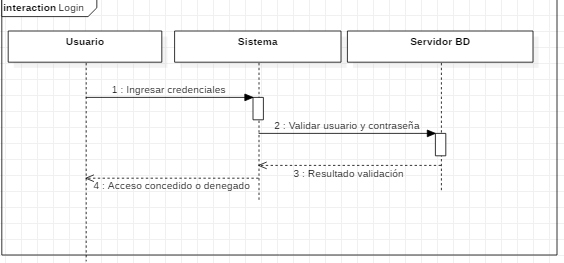 interaction Login
Usuario
Sistema
Servidor BD
1 : Ingresar credenciales
2 : Validar usuario y contraseña
3 : Resultado validación
4 : Acceso concedido o denegado